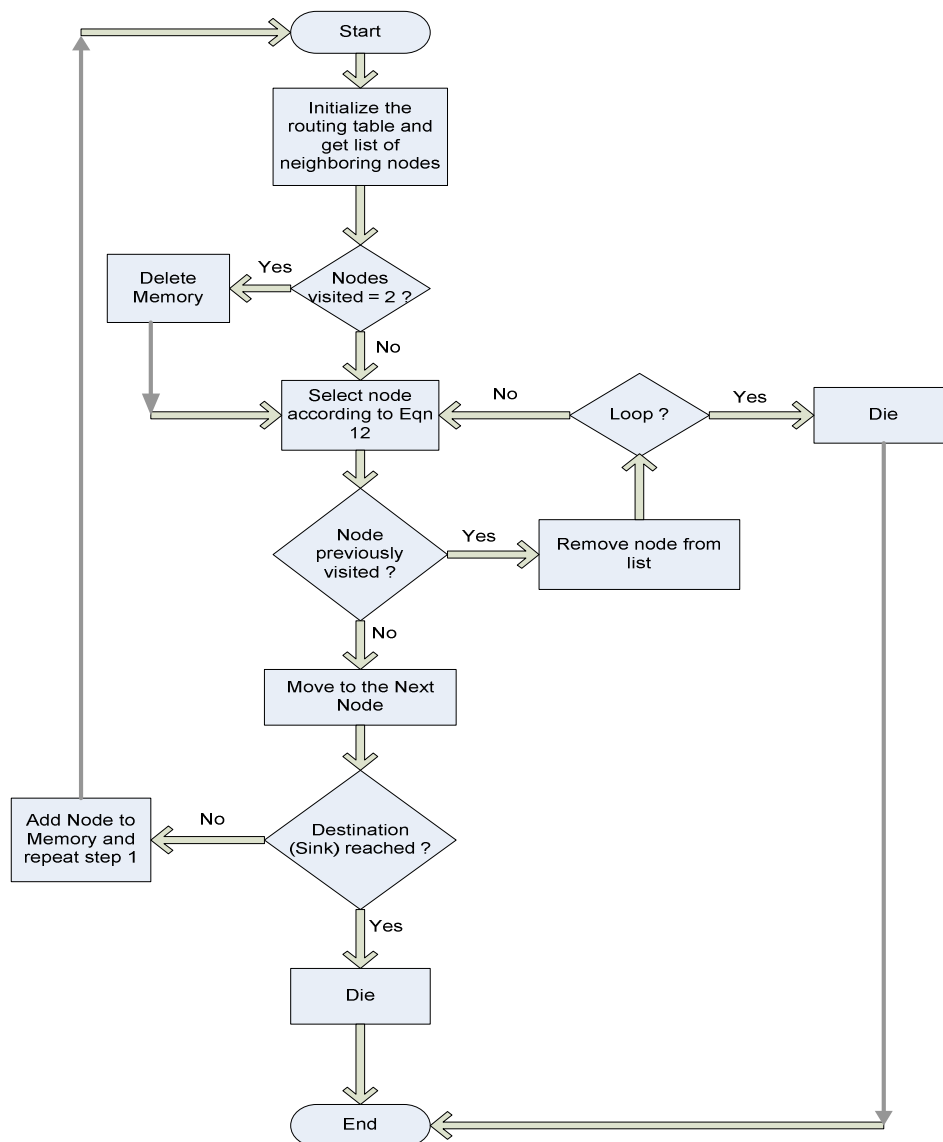 Start
Initialize the
routing table and
get list of
neighboring nodes
Yes
Delete
Memory
Nodes
visited = 2 ?
No
Select node
according to Eqn
12
No
Loop ?
Yes
Die
Node
previously
visited ?
Yes
Remove node from
list
No
Move to the Next
Node
Add Node to
Memory and
repeat step 1
No
Destination
(Sink) reached ?
Yes
Die
End